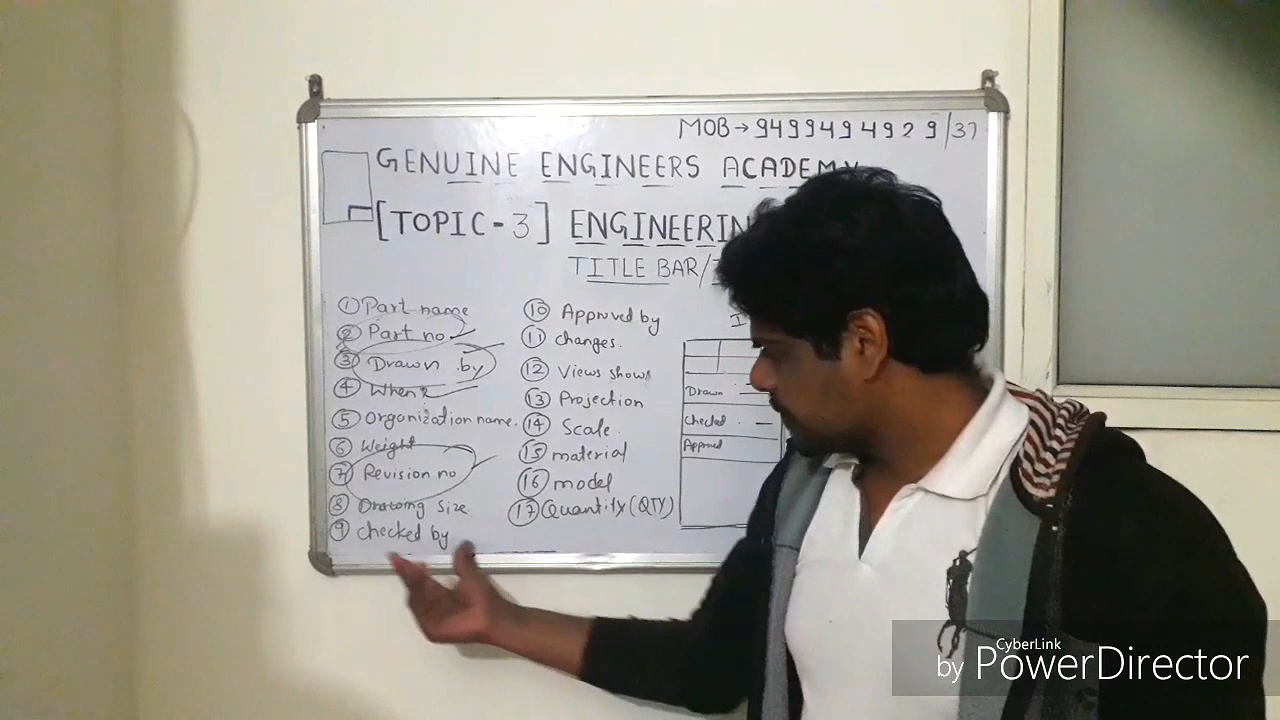 MOB → 9499494929/37
GENUINE ENGINEERS ACADEMY
[TOPIC-3] ENGINEERIN
TITLE BAR/
① Part name
② Part no.
③ Drawn by
④ When
⑤ Organization name.
⑥ Weight
⑦ Revision no
⑧ Drawing Size
⑨ checked by
⑩ Approved by
⑪ changes.
⑫ Views shows
⑬ Projection
⑭ Scale.
⑮ material
⑯ model
⑰ Quantity (QTY)
Drawn
Checked
Approved
CyberLink
by PowerDirector